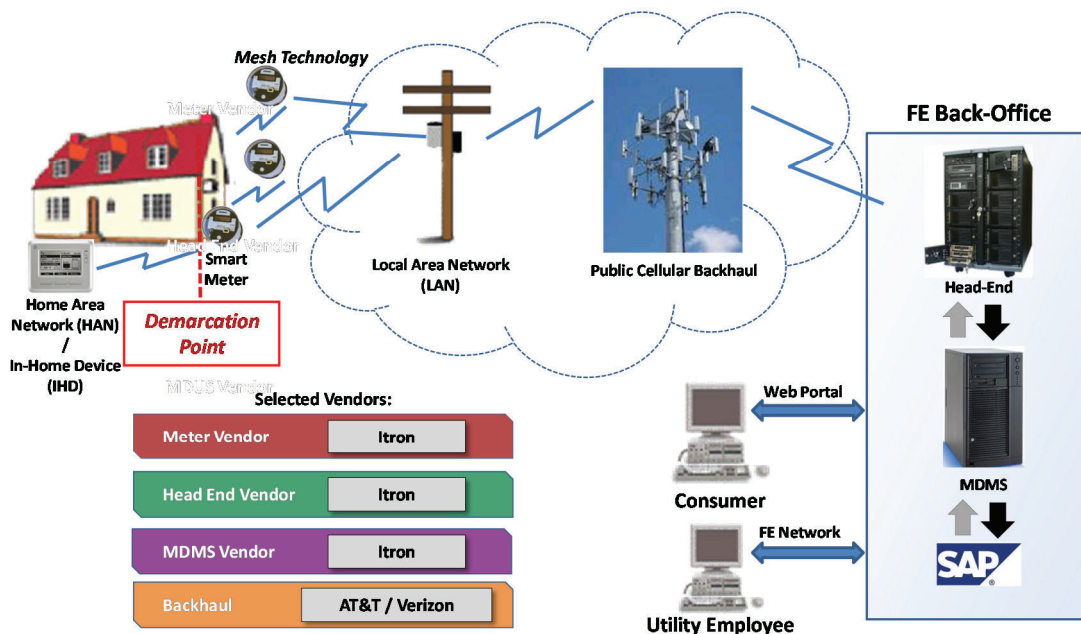 Mesh Technology
Meter Vendor
Head End Vendor
Smart
Meter
Home Area
Network (HAN)
/
In-Home Device
(IHD)
Demarcation
Point
MDUS Vendor
Local Area Network
(LAN)
Public Cellular Backhaul
FE Back-Office
Head-End
MDMS
SAP
®
Web Portal
Consumer
FE Network
Utility Employee
Selected Vendors:
Meter Vendor Itron
Head End Vendor Itron
MDMS Vendor Itron
Backhaul AT&T / Verizon